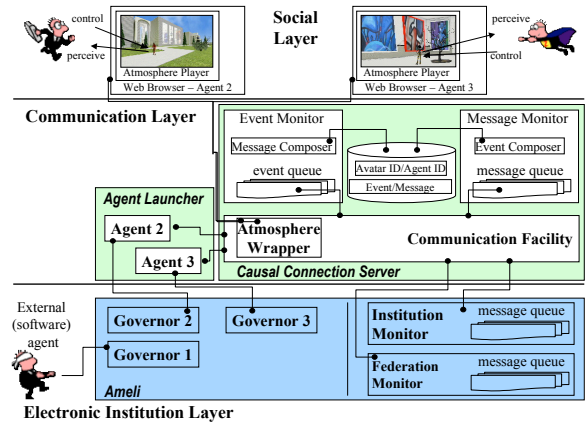 control
perceive
Atmosphere Player
Web Browser – Agent 2
Social
Layer
perceive
control
Atmosphere Player
Web Browser – Agent 3
Communication Layer
Event Monitor
Message Composer
event queue
Avatar ID/Agent ID
Event/Message
Message Monitor
Event Composer
message queue
Agent Launcher
Agent 2
Agent 3
Atmosphere
Wrapper
Communication Facility
Causal Connection Server
External
(software)
agent
Governor 2
Governor 3
Governor 1
Ameli
Institution
Monitor
message queue
Federation
Monitor
message queue
Electronic Institution Layer